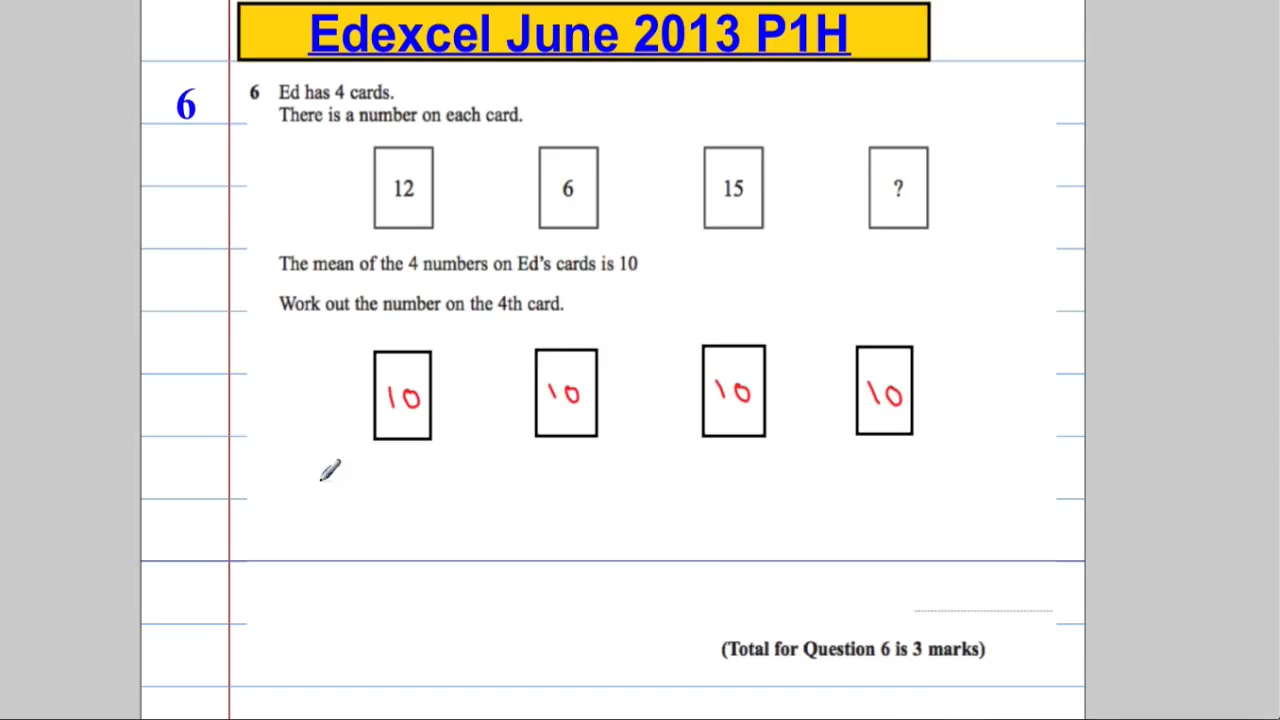 Edexcel June 2013 P1H
6
6 Ed has 4 cards.
There is a number on each card.
12 6 15 ?
The mean of the 4 numbers on Ed's cards is 10
Work out the number on the 4th card.
10 10 10 10
(Total for Question 6 is 3 marks)